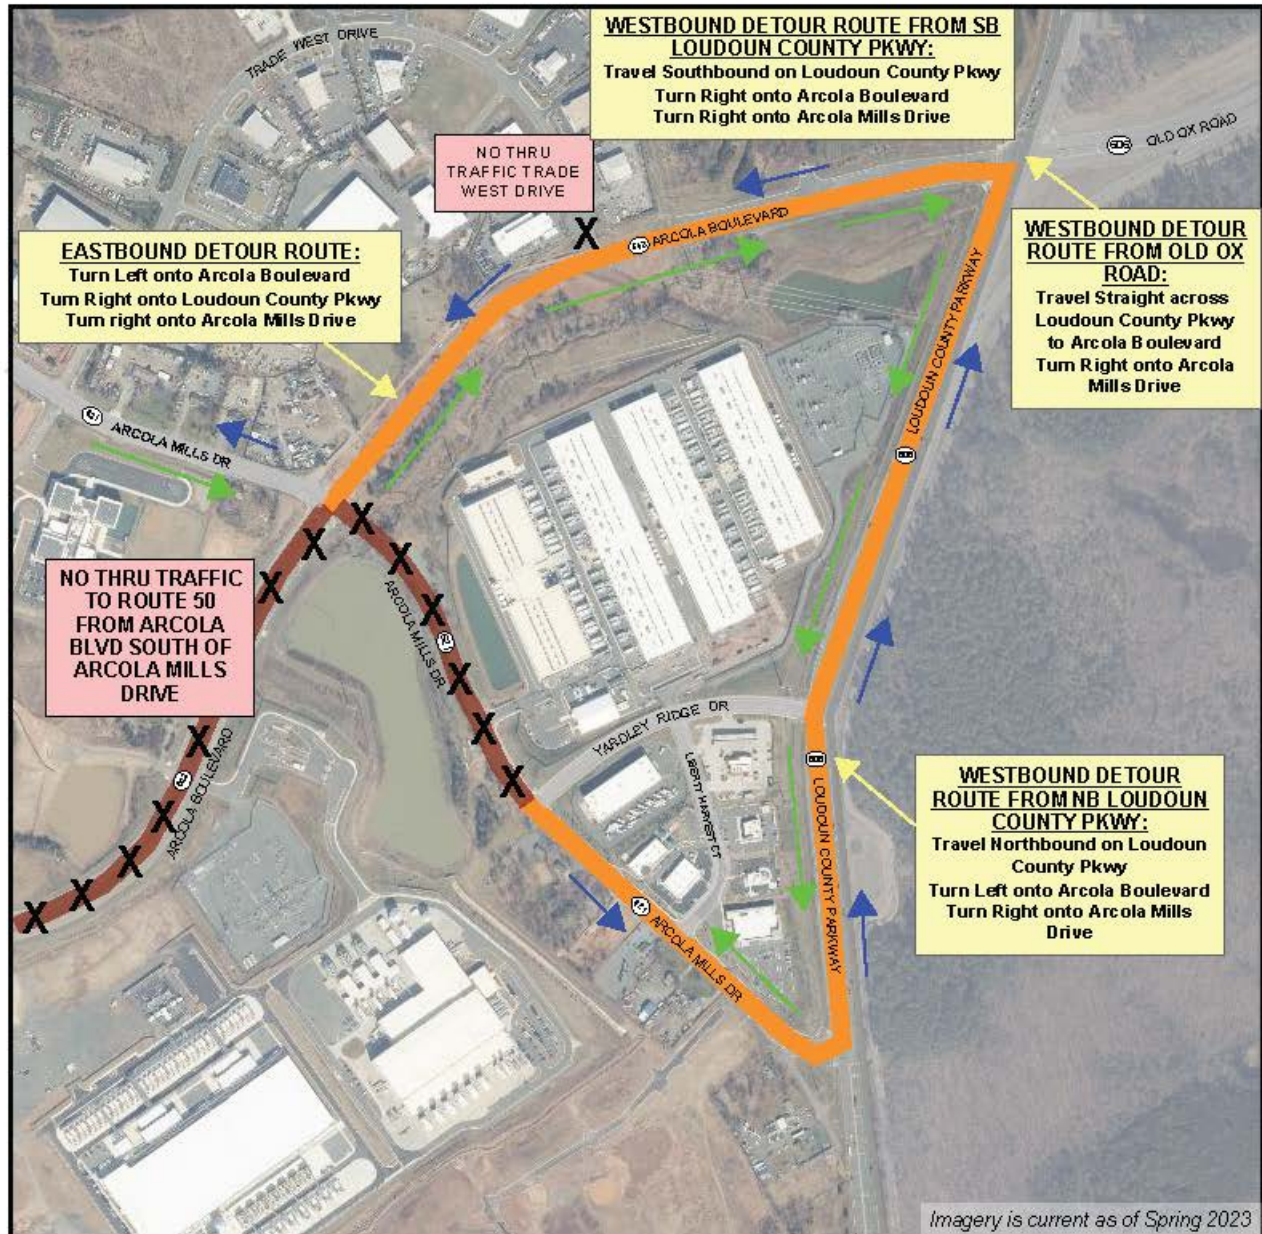 TRADE WEST DRIVE
WESTBOUND DETOUR ROUTE FROM SB
LOUDOUN COUNTY PKWY:
Travel Southbound on Loudoun County Pkwy
Turn Right onto Arcola Boulevard
Turn Right onto Arcola Mills Drive
606 OLD OX ROAD
NO THRU
TRAFFIC TRADE
WEST DRIVE
X
ARCOLA BOULEVARD
EASTBOUND DETOUR ROUTE:
Turn Left onto Arcola Boulevard
Turn Right onto Loudoun County Pkwy
Turn right onto Arcola Mills Drive
WESTBOUND DETOUR
ROUTE FROM OLD OX
ROAD:
Travel Straight across
Loudoun County Pkwy
to Arcola Boulevard
Turn Right onto Arcola
Mills Drive
LOUDOUN COUNTY PARKWAY
606
621
ARCOLA MILLS DR
X X
NO THRU TRAFFIC
TO ROUTE 50
FROM ARCOLA
BLVD SOUTH OF
ARCOLA MILLS
DRIVE
X X X X X X
ARCOLA MILLS DR
621
YARDLEY RIDGE DR
LIBERTY HARVEST CT
606
LOUDOUN COUNTY PARKWAY
WESTBOUND DETOUR
ROUTE FROM NB LOUDOUN
COUNTY PKWY:
Travel Northbound on Loudoun
County Pkwy
Turn Left onto Arcola Boulevard
Turn Right onto Arcola Mills
Drive
X X X X X
ARCOLA BOULEVARD
621 ARCOLA MILLS DR
Imagery is current as of Spring 2023